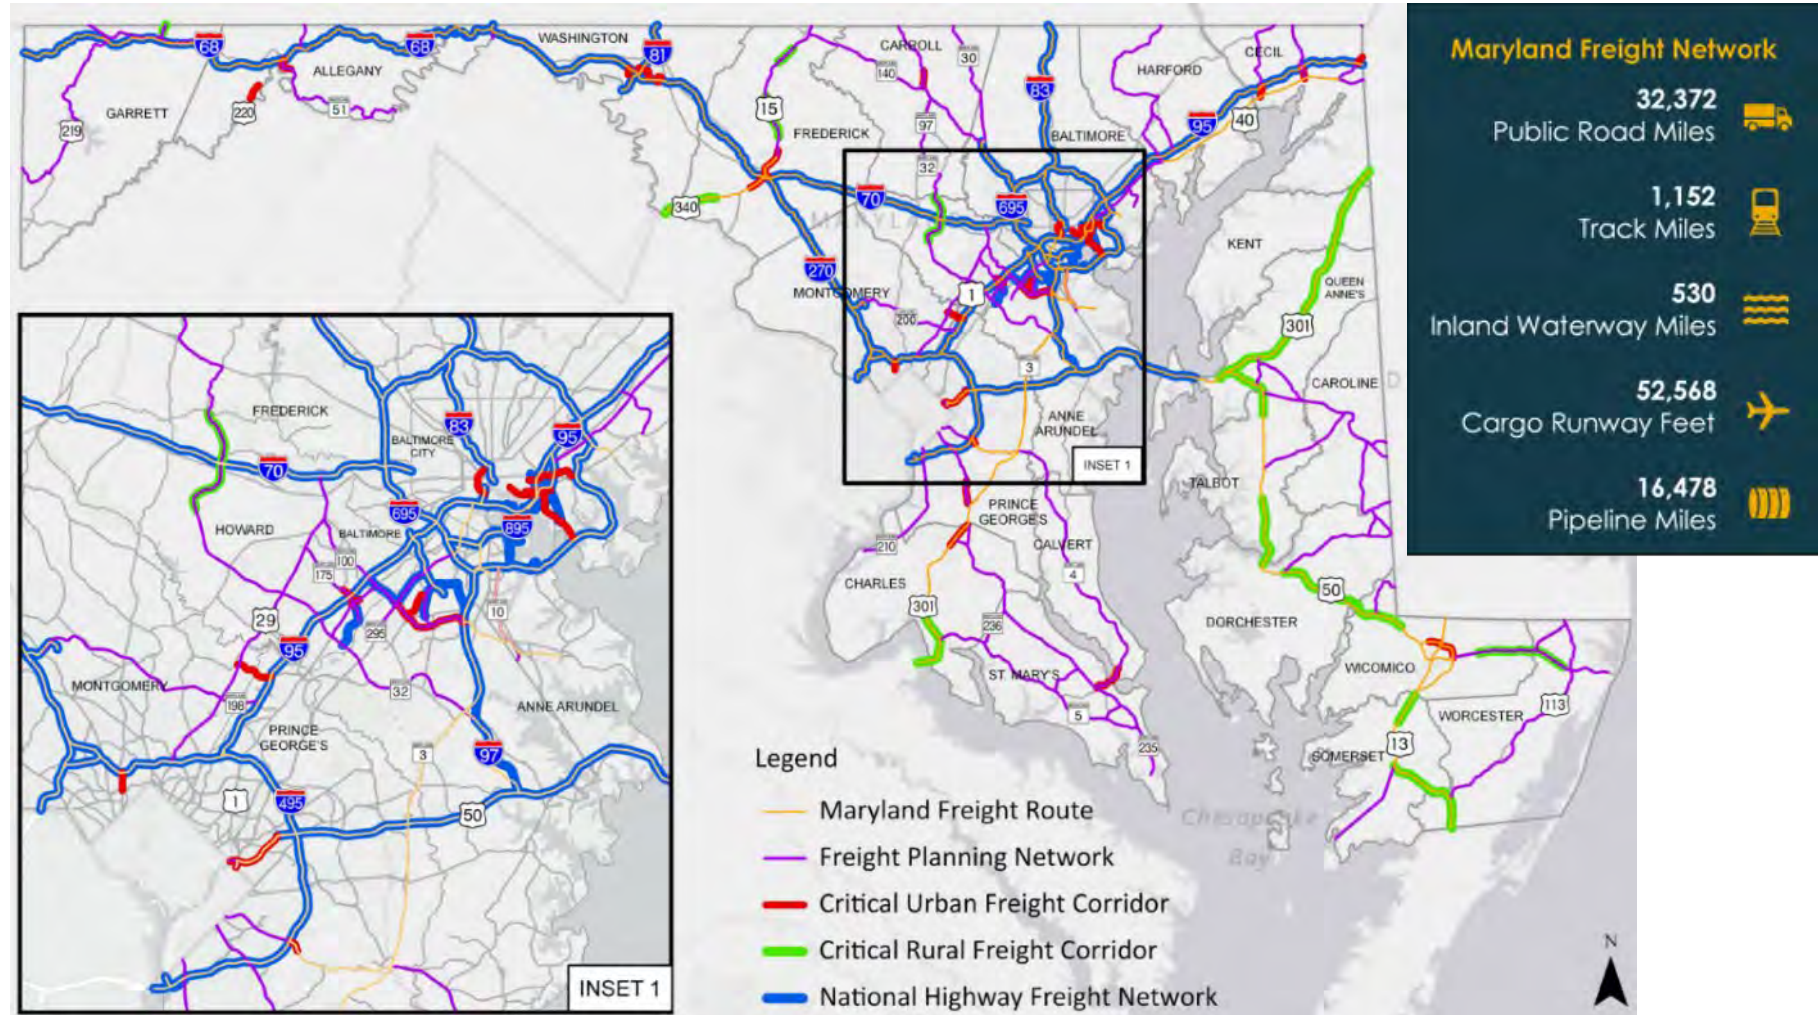 68
68
WASHINGTON
81
ALLEGANY
GARRETT
220
51
219
15
FREDERICK
CARROLL
30
140
97
32
83
HARFORD
CECIL
BALTIMORE
95
40
340
70
695
MARYLA
270
MONTGOMERY
1
200
3
ANNE
ARUNDEL
INSET 1
KENT
QUEEN
ANNE'S
301
CAROLINE
D
TALBOT
PRINCE
GEORGE'S
210
CALVERT
CHARLES
4
301
236
ST. MARY'S
5
235
50
DORCHESTER
WICOMICO
WORCESTER
113
13
SOMERSET
Chesapeake
Bay
FREDERICK
83
BALTIMORE
CITY
95
70
695
895
HOWARD
BALTIMORE
100
175
10
29
295
95
MONTGOMERY
32
198
ANNE ARUNDEL
PRINCE
GEORGE'S
3
97
1
495
50
INSET 1
Legend
Maryland Freight Route
Freight Planning Network
Critical Urban Freight Corridor
Critical Rural Freight Corridor
National Highway Freight Network
N
Maryland Freight Network
32,372
Public Road Miles
1,152
Track Miles
530
Inland Waterway Miles
52,568
Cargo Runway Feet
16,478
Pipeline Miles